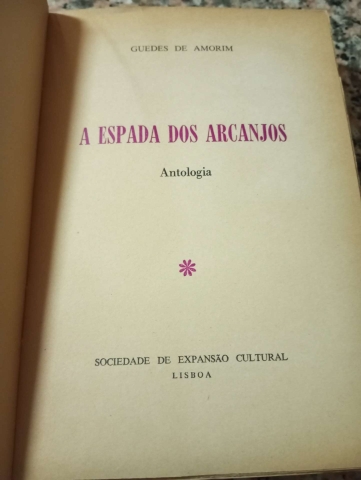 GUEDES DE AMORIM
A ESPADA DOS ARCANJOS
Antologia
SOCIEDADE DE EXPANSÃO CULTURAL
LISBOA